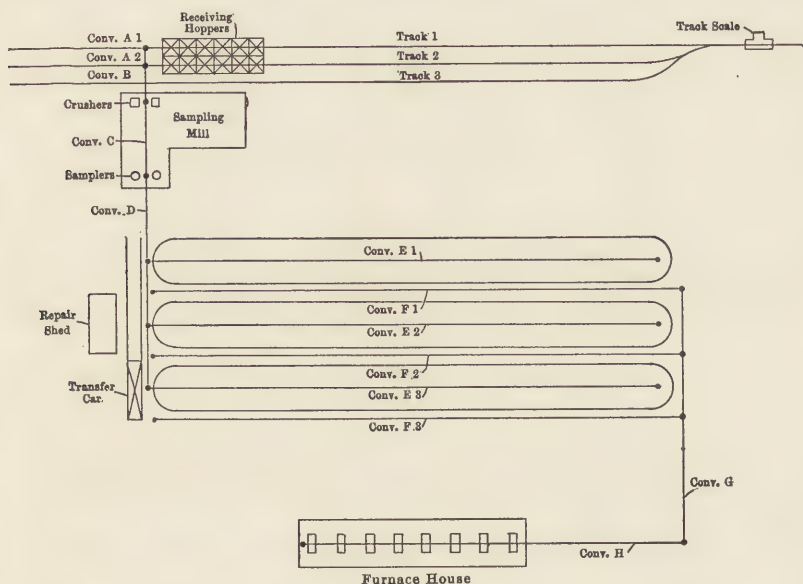 Receiving
Hoppers
Track Scale
Conv. A 1
Track 1
Conv. A 2
Track 2
Conv. B
Track 3
Crushers
Sampling
Mill
Conv. C
Samplers
Conv. D
Conv. E 1
Repair
Shed
Conv. F 1
Conv. E 2
Conv. F 2
Transfer
Car.
Conv. E 3
Conv. F 3
Conv. G
Conv. H
Furnace House